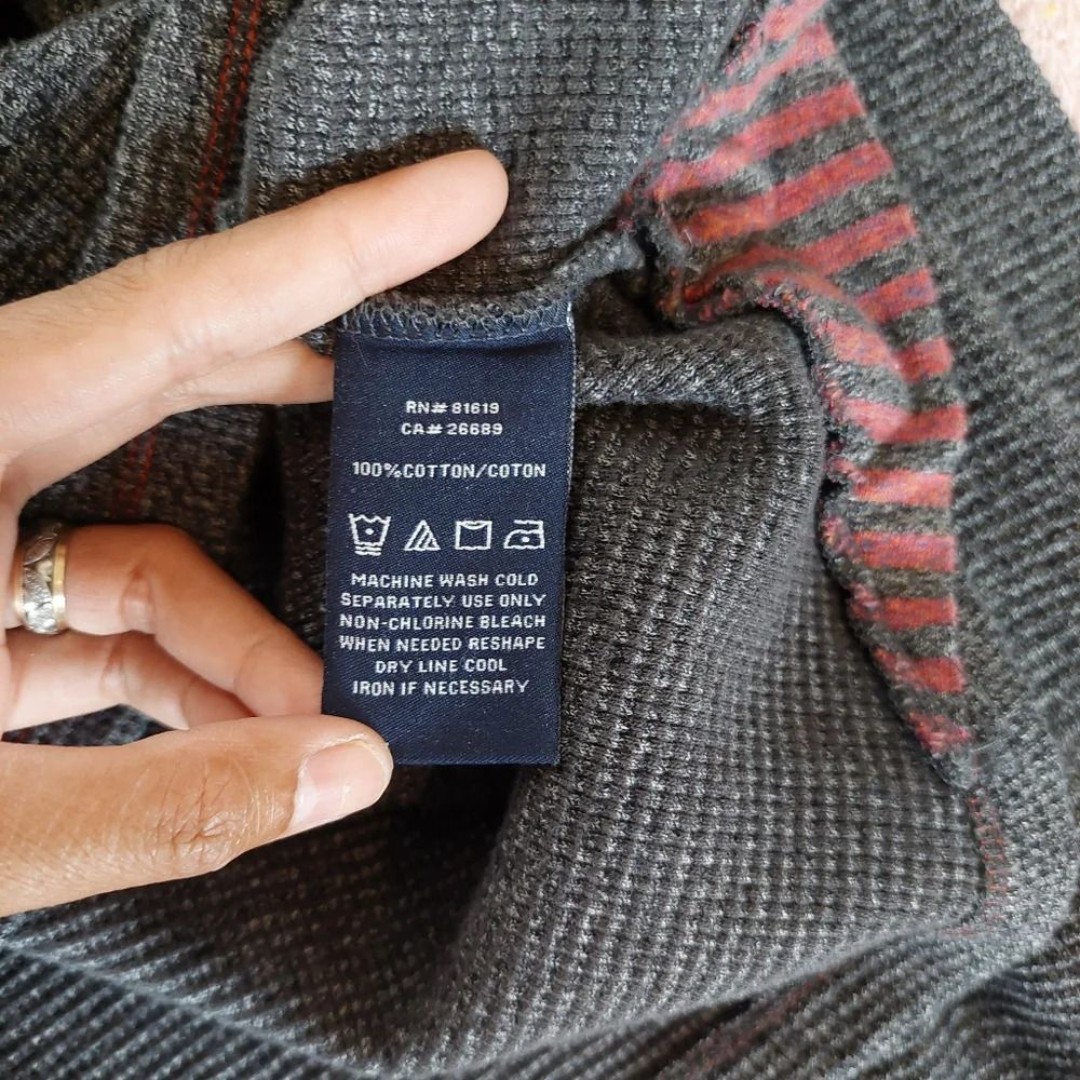 RN# 81619
CA# 26689
100%COTTON/COTON
MACHINE WASH COLD
SEPARATELY USE ONLY
NON-CHLORINE BLEACH
WHEN NEEDED RESHAPE
DRY LINE COOL
IRON IF NECESSARY